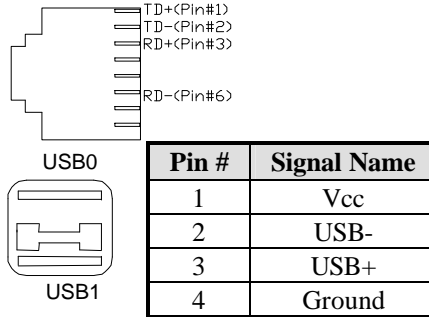 TD+(Pin#1)
TD-(Pin#2)
RD+(Pin#3)
RD-(Pin#6)
USB0
USB1
Pin # Signal Name
1 Vcc
2 USB-
3 USB+
4 Ground